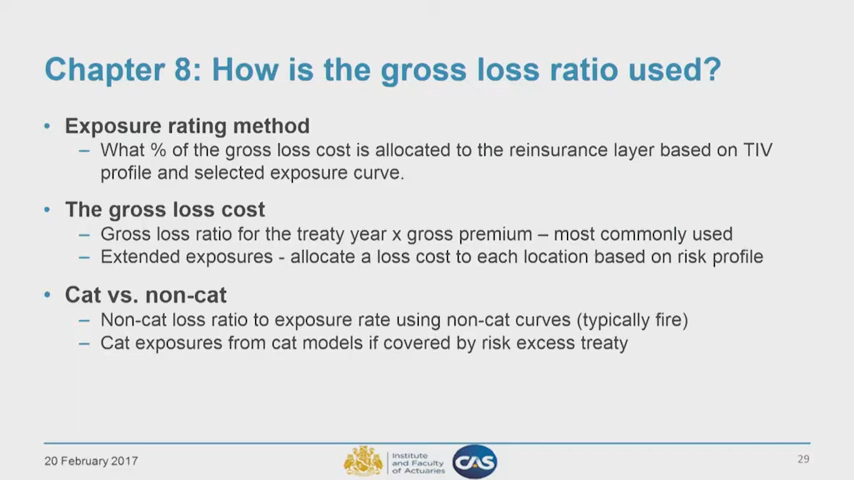 Chapter 8: How is the gross loss ratio used?
• Exposure rating method
– What % of the gross loss cost is allocated to the reinsurance layer based on TIV
profile and selected exposure curve.
• The gross loss cost
– Gross loss ratio for the treaty year x gross premium – most commonly used
– Extended exposures - allocate a loss cost to each location based on risk profile
• Cat vs. non-cat
– Non-cat loss ratio to exposure rate using non-cat curves (typically fire)
– Cat exposures from cat models if covered by risk excess treaty
20 February 2017
Institute
and Faculty
of Actuaries
CAS
29